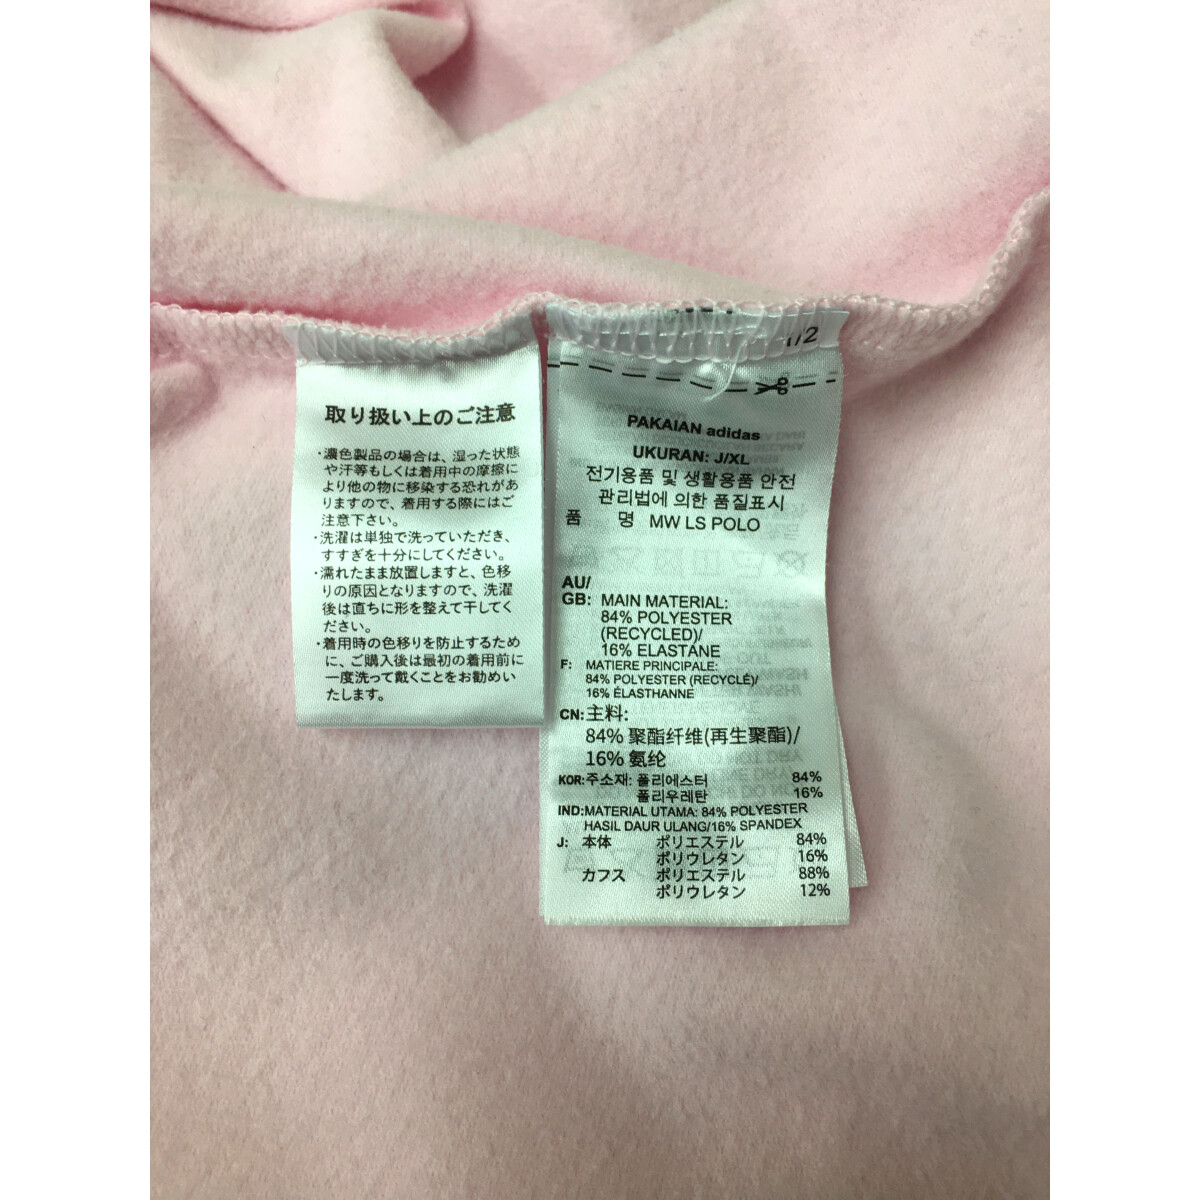 取り扱い上のご注意
・濃色製品の場合は、湿った状態
や汗等もしくは着用中の摩擦に
より他の物に移染する恐れがあ
りますので、着用する際にはご
注意下さい。
・洗濯は単独で洗っていただき、
すすぎを十分にしてください。
・濡れたまま放置しますと、色移
りの原因となりますので、洗濯
後は直ちに形を整えて干してく
ださい。
・着用時の色移りを防止するため
に、ご購入後は最初の着用前に
一度洗って戴くことをお勧めい
たします。
1/2
PAKAIAN adidas
UKURAN: J/XL
전기용품 및 생활용품 안전
관리법에 의한 품질표시
품 명 MW LS POLO
AU/
GB: MAIN MATERIAL:
84% POLYESTER
(RECYCLED)/
16% ELASTANE
F: MATIERE PRINCIPALE:
84% POLYESTER (RECYCLÉ)/
16% ÉLASTHANNE
CN:主料:
84% 聚酯纤维(再生聚酯)/
16% 氨纶
KOR:주소재: 폴리에스터 84%
폴리우레탄 16%
IND:MATERIAL UTAMA: 84% POLYESTER
HASIL DAUR ULANG/16% SPANDEX
J: 本体 ポリエステル 84%
ポリウレタン 16%
カフス ポリエステル 88%
ポリウレタン 12%